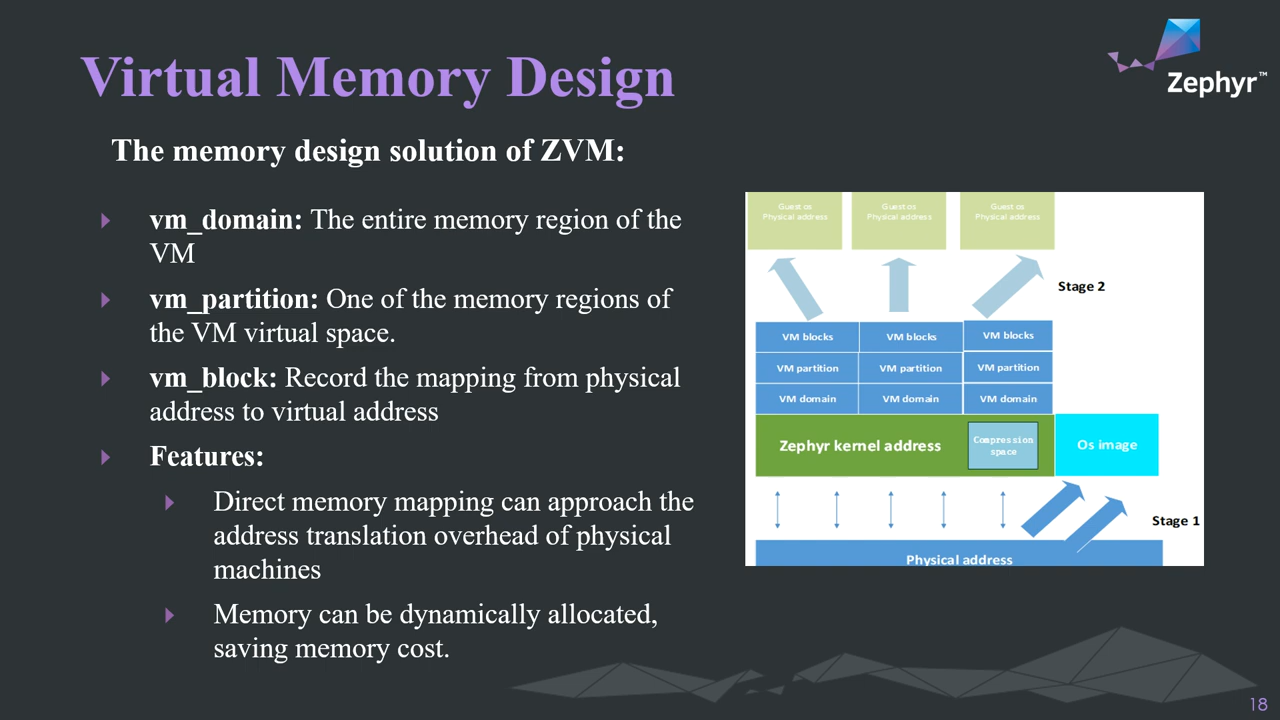 Virtual Memory Design
Zephyr™
The memory design solution of ZVM:
vm_domain: The entire memory region of the
VM
vm_partition: One of the memory regions of
the VM virtual space.
vm_block: Record the mapping from physical
address to virtual address
Features:
Direct memory mapping can approach the
address translation overhead of physical
machines
Memory can be dynamically allocated,
saving memory cost.
Guest os
Physical address
Guest os
Physical address
Guest os
Physical address
Stage 2
VM blocks
VM blocks
VM blocks
VM partition
VM partition
VM partition
VM domain
VM domain
VM domain
Zephyr kernel address
Compression
space
Os image
Stage 1
Physical address
18